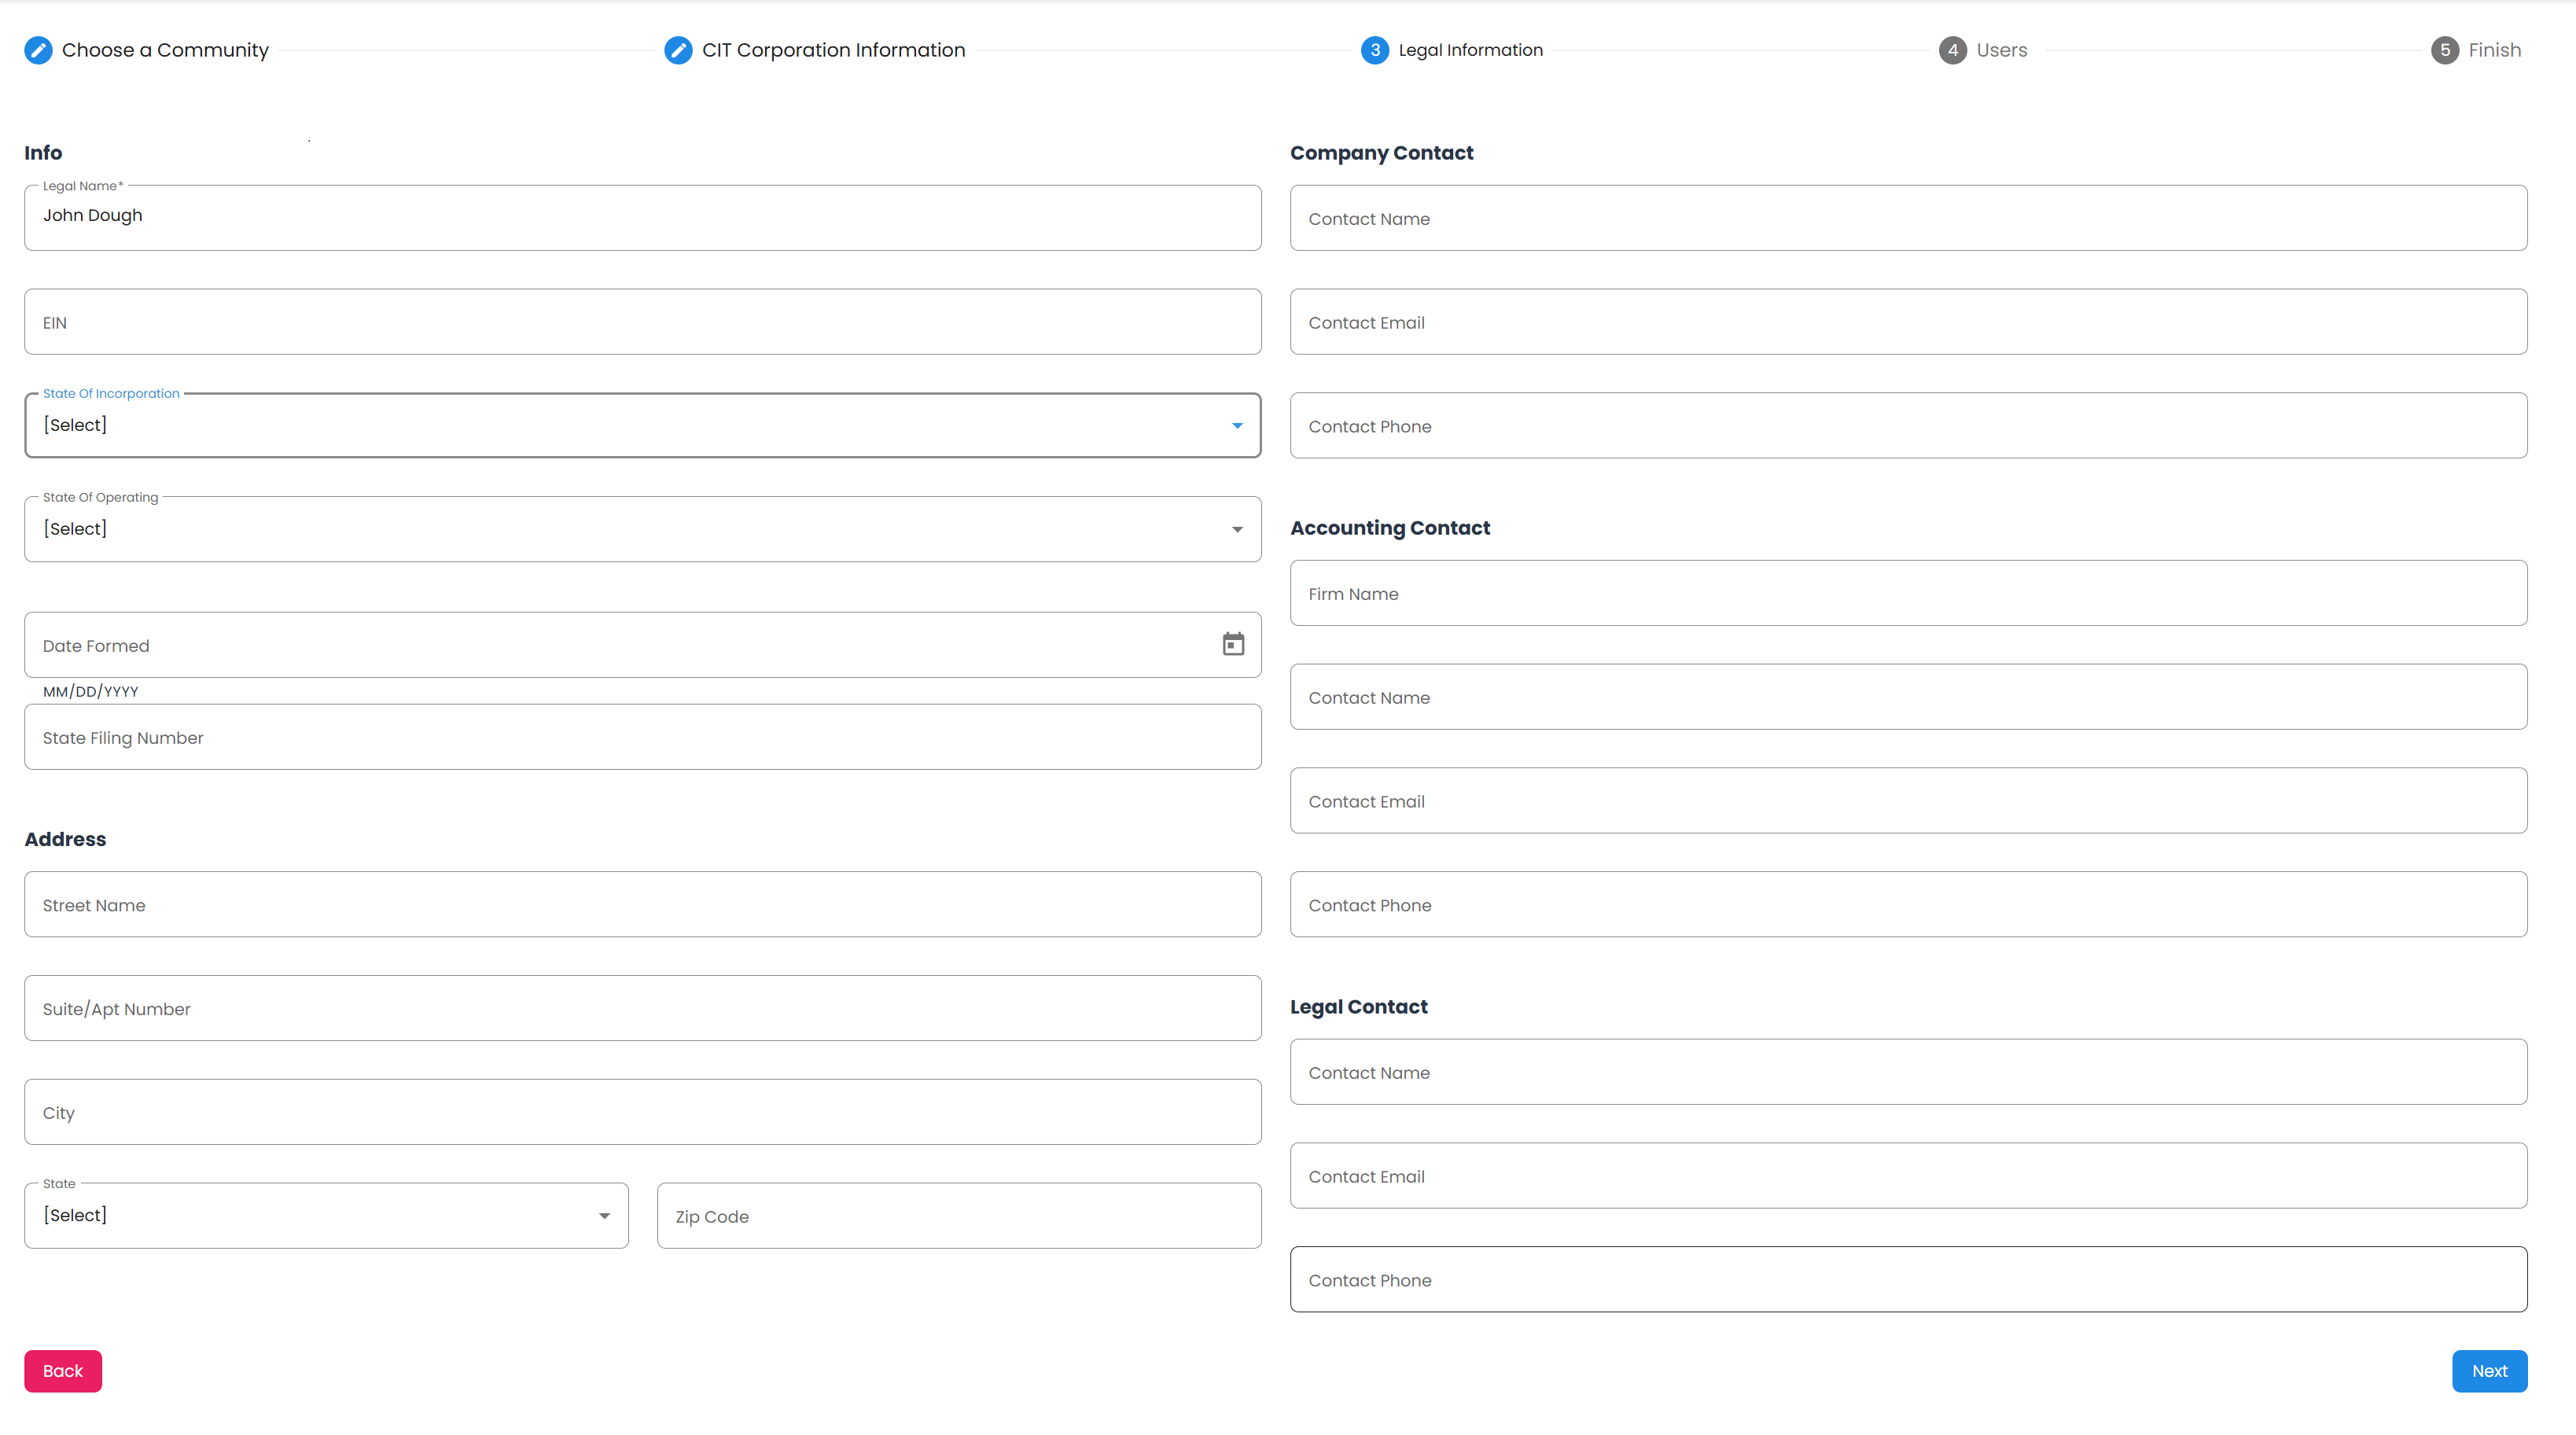 Choose a Community
CIT Corporation Information
3 Legal Information
4 Users
5 Finish
Info
Legal Name*
John Dough
EIN
State Of Incorporation
[Select]
State Of Operating
[Select]
Date Formed
MM/DD/YYYY
State Filing Number
Address
Street Name
Suite/Apt Number
City
State
[Select]
Zip Code
Company Contact
Contact Name
Contact Email
Contact Phone
Accounting Contact
Firm Name
Contact Name
Contact Email
Contact Phone
Legal Contact
Contact Name
Contact Email
Contact Phone
Back
Next